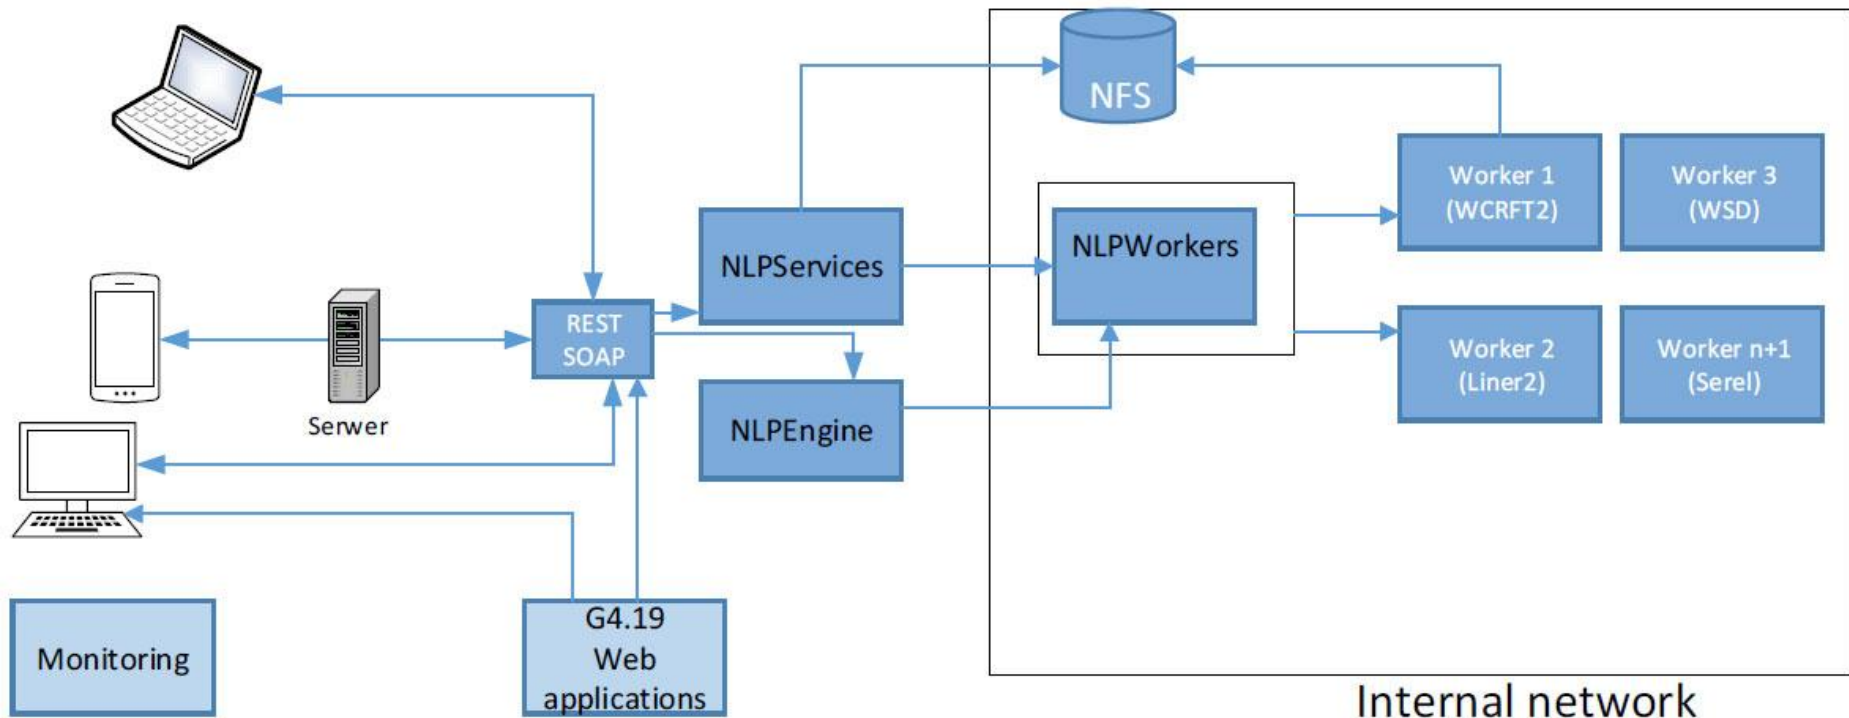 NFS
Worker 1
(WCRFT2)
Worker 3
(WSD)
NLPServices
NLPWorkers
REST
SOAP
Worker 2
(Liner2)
Worker n+1
(Serel)
Serwer
NLPEngine
Monitoring
G4.19
Web
applications
Internal network